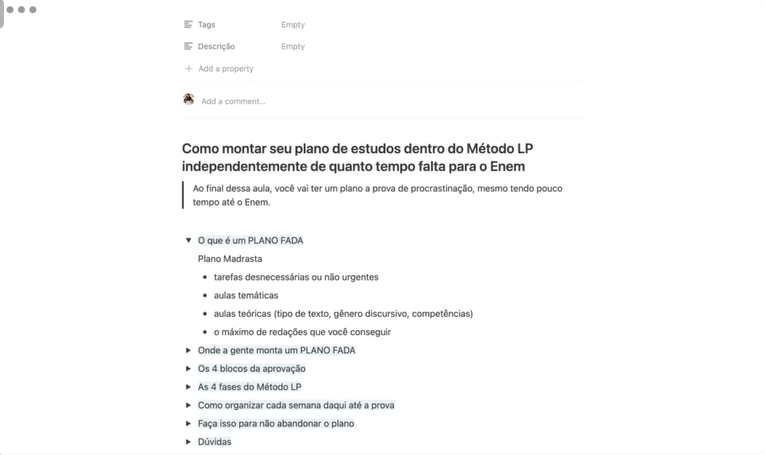 Tags Empty
Descrição Empty
Add a property
Add a comment...
Como montar seu plano de estudos dentro do Método LP
independentemente de quanto tempo falta para o Enem
Ao final dessa aula, você vai ter um plano a prova de procrastinação, mesmo tendo pouco
tempo até o Enem.
O que é um PLANO FADA
Plano Madrasta
tarefas desnecessárias ou não urgentes
aulas temáticas
aulas teóricas (tipo de texto, gênero discursivo, competências)
o máximo de redações que você conseguir
Onde a gente monta um PLANO FADA
Os 4 blocos da aprovação
As 4 fases do Método LP
Como organizar cada semana daqui até a prova
Faça isso para não abandonar o plano
Dúvidas